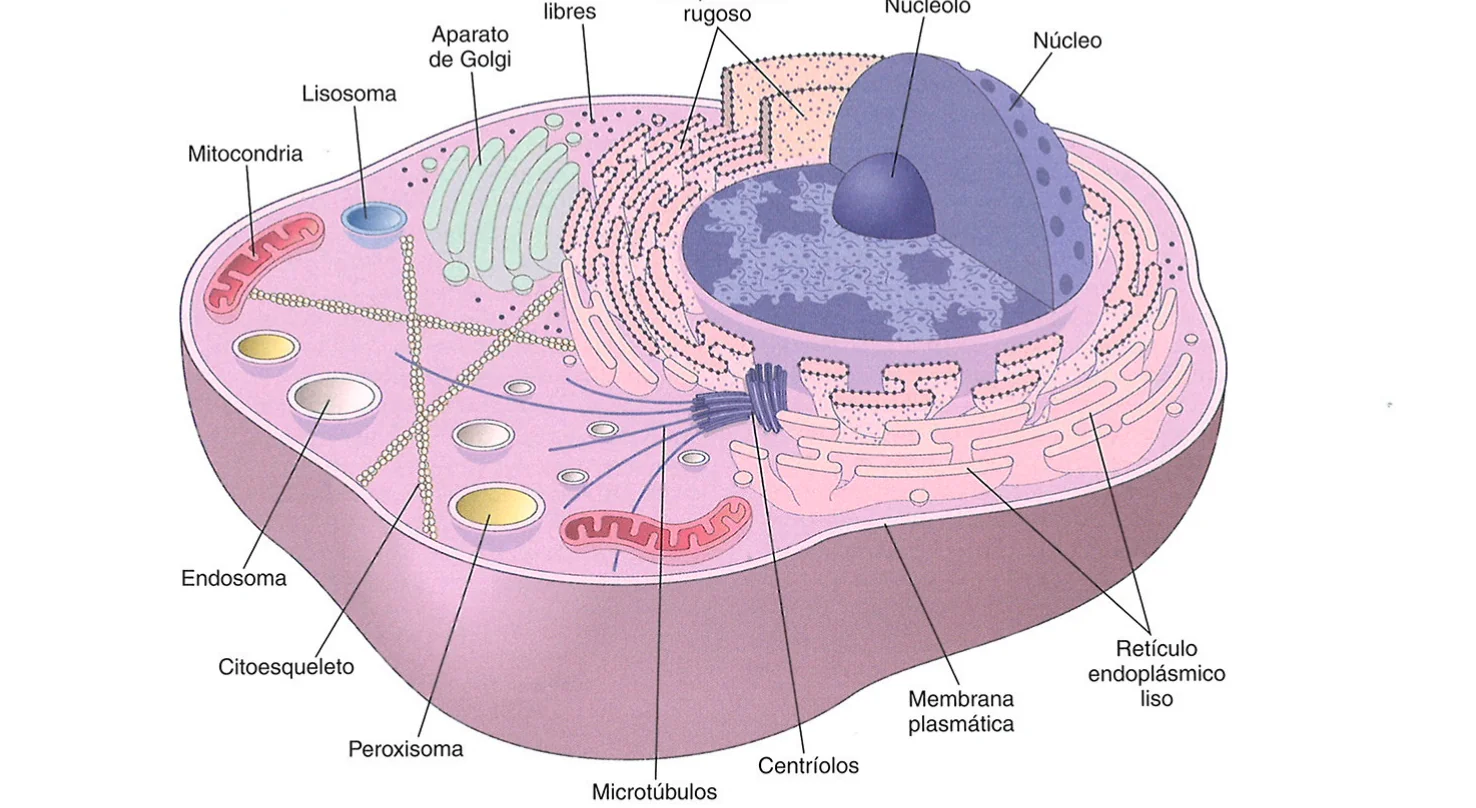 libres
rugoso
Nucléolo
Aparato
de Golgi
Núcleo
Lisosoma
Mitocondria
Endosoma
Citoesqueleto
Peroxisoma
Microtúbulos
Centríolos
Membrana
plasmática
Retículo
endoplásmico
liso